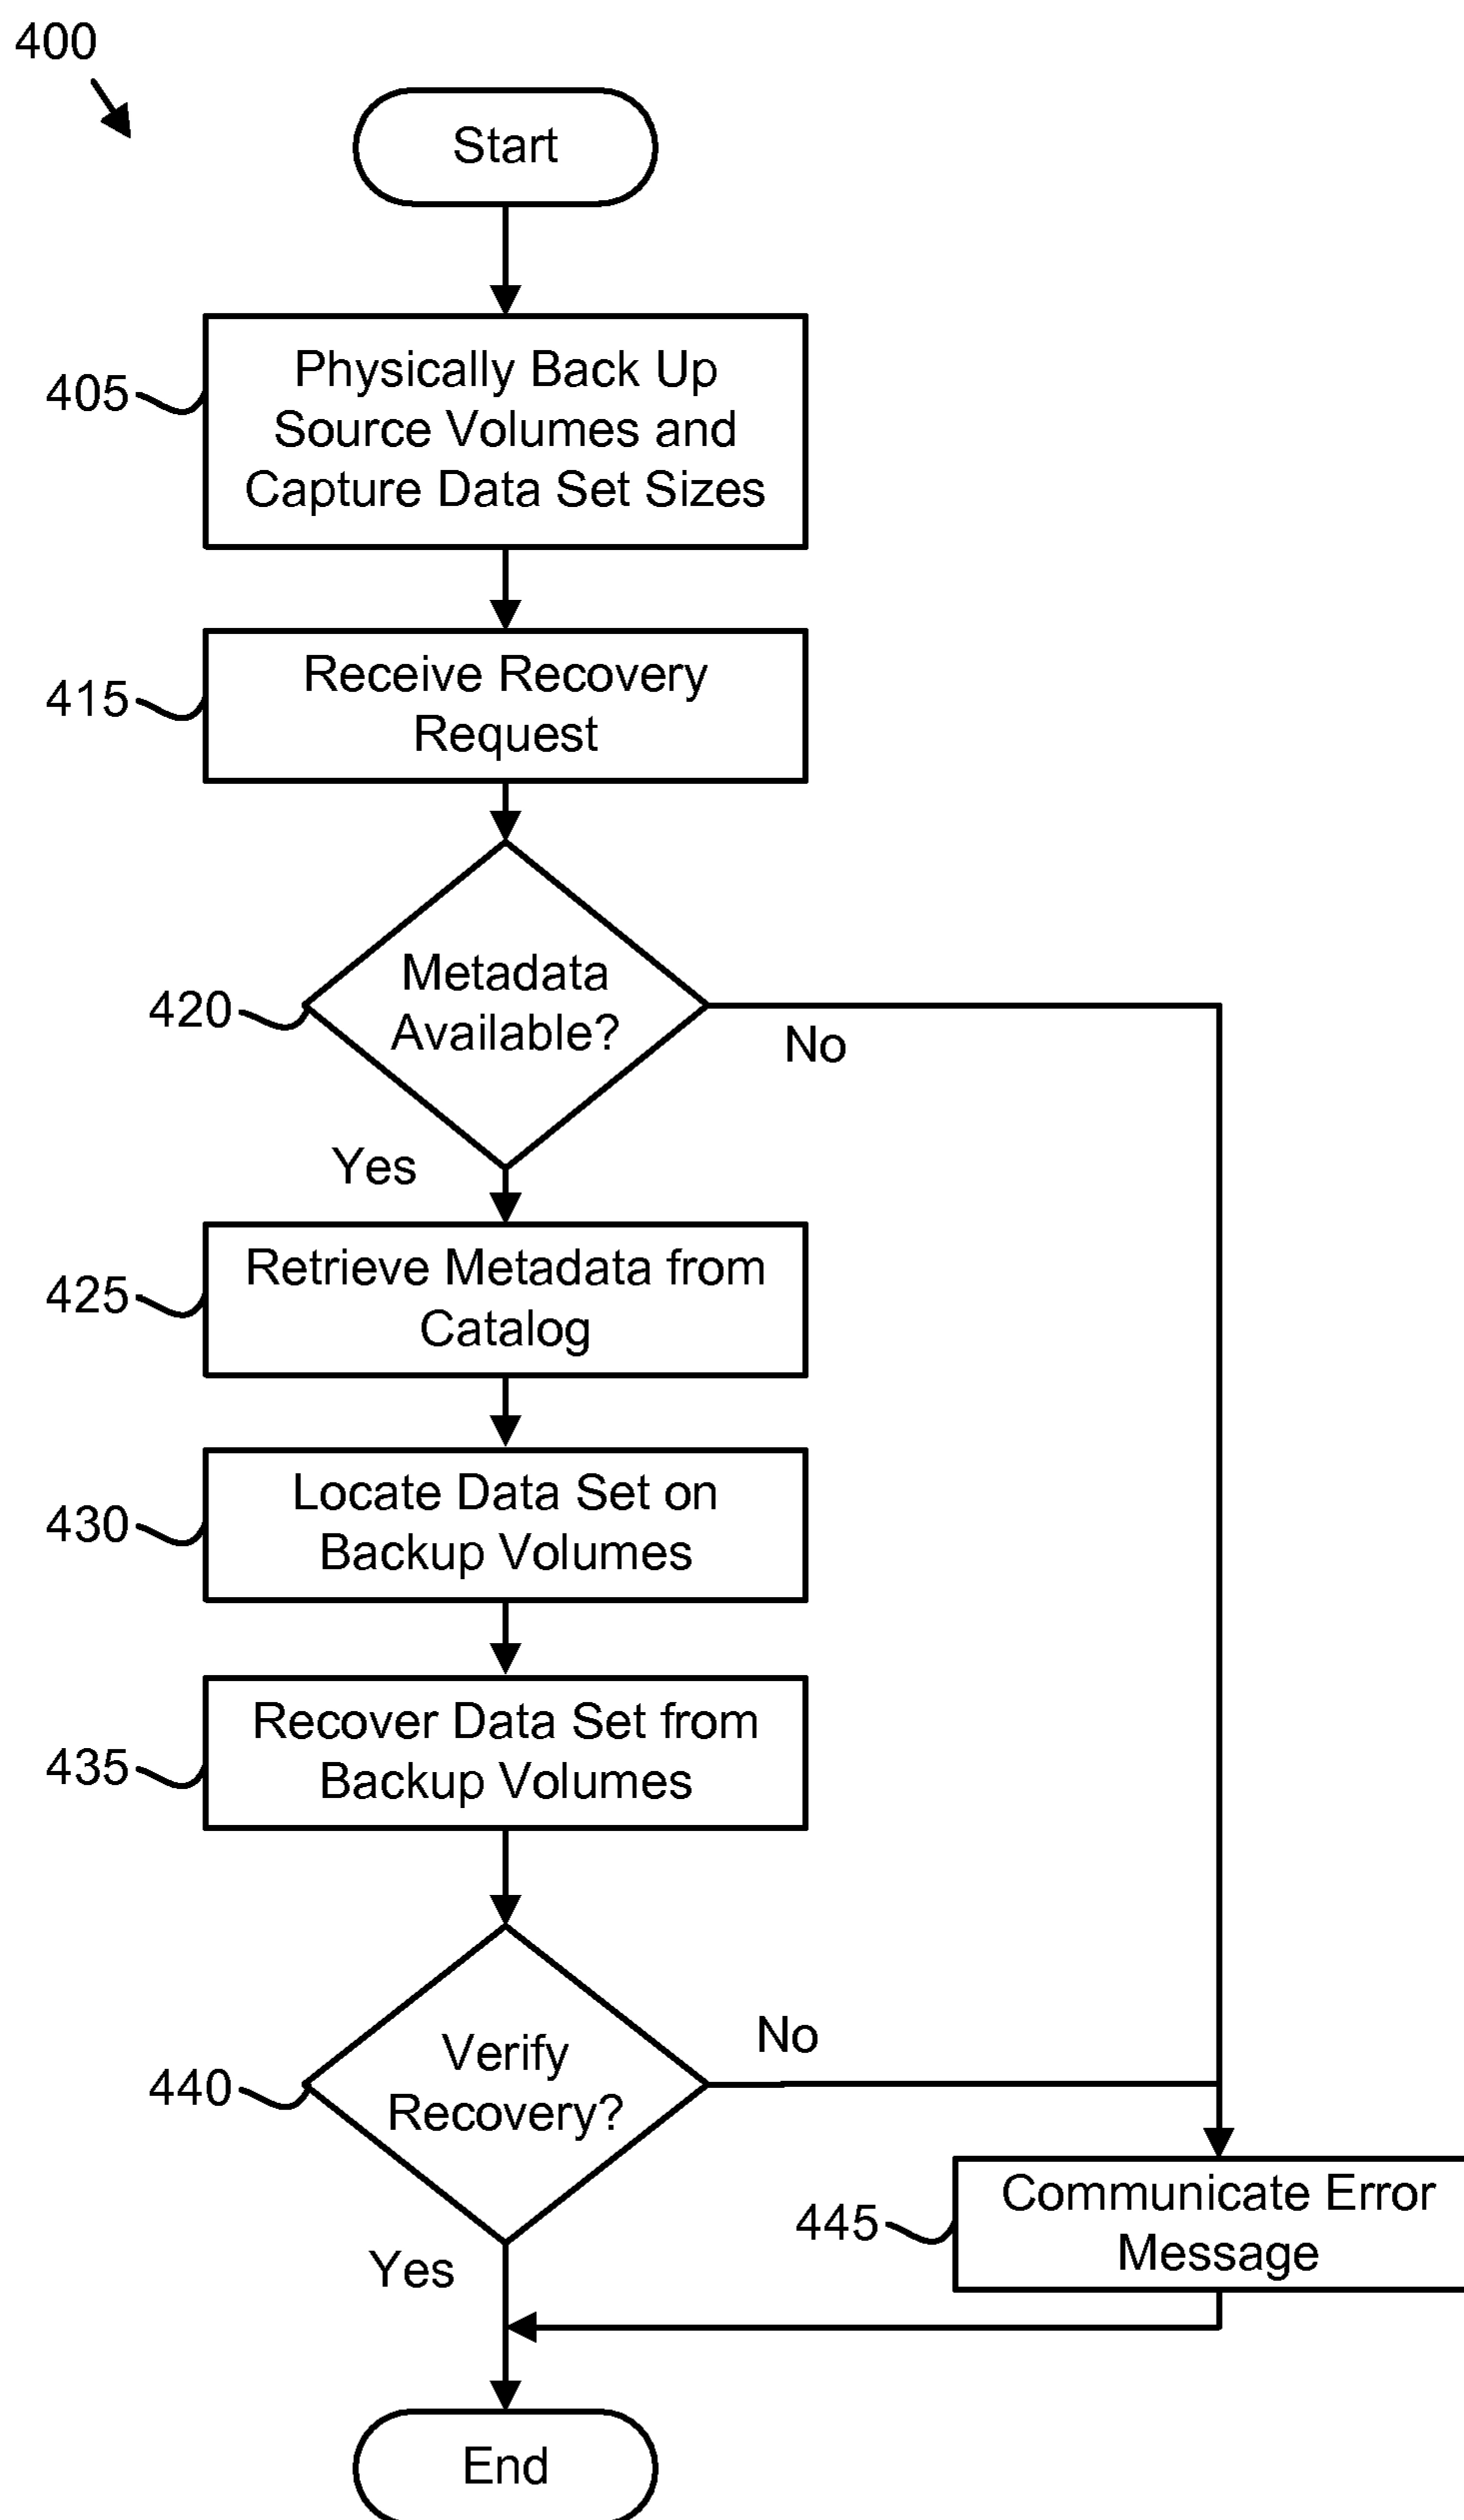 400
Start
405
Physically Back Up
Source Volumes and
Capture Data Set Sizes
415
Receive Recovery
Request
420
Metadata
Available?
No
Yes
425
Retrieve Metadata from
Catalog
430
Locate Data Set on
Backup Volumes
435
Recover Data Set from
Backup Volumes
440
Verify
Recovery?
No
Yes
445
Communicate Error
Message
End